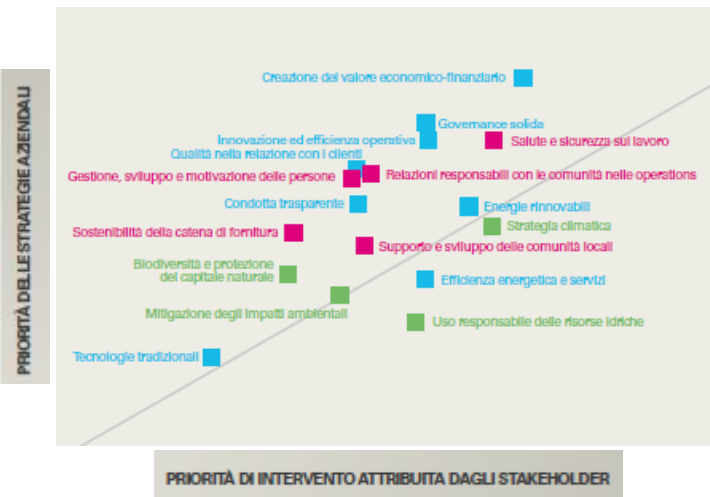 Creazione del valore economico-finanziario
Governance solida
Innovazione ed efficienza operativa
Salute e sicurezza sul lavoro
Qualità nella relazione con i clienti
Gestione, sviluppo e motivazione delle persone
Relazioni responsabili con le comunità nelle operations
Condotta trasparente
Energie rinnovabili
Strategia climatica
Sostenibilità della catena di fornitura
Supporto e sviluppo delle comunità locali
Biodiversità e protezione
del capitale naturale
Efficienza energetica e servizi
Mitigazione degli impatti ambientali
Uso responsabile delle risorse idriche
Tecnologie tradizionali
PRIORITÀ DELLE STRATEGIE AZIENDALI
PRIORITÀ DI INTERVENTO ATTRIBUITA DAGLI STAKEHOLDER